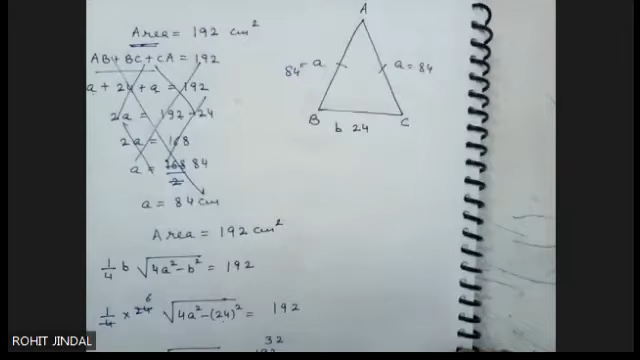 Area = 192 cm²
AB + BC + CA = 192
a + 24 + a = 192
2a = 192 - 24
2a = 168
a = 168/2 84
a = 84 cm
A
84 = a
a = 84
B
b 24
C
Area = 192 cm²
1/4 b √4a² - b² = 192
1/4 × 24 6 √4a² - (24)² = 192
32
192
ROHIT JINDAL